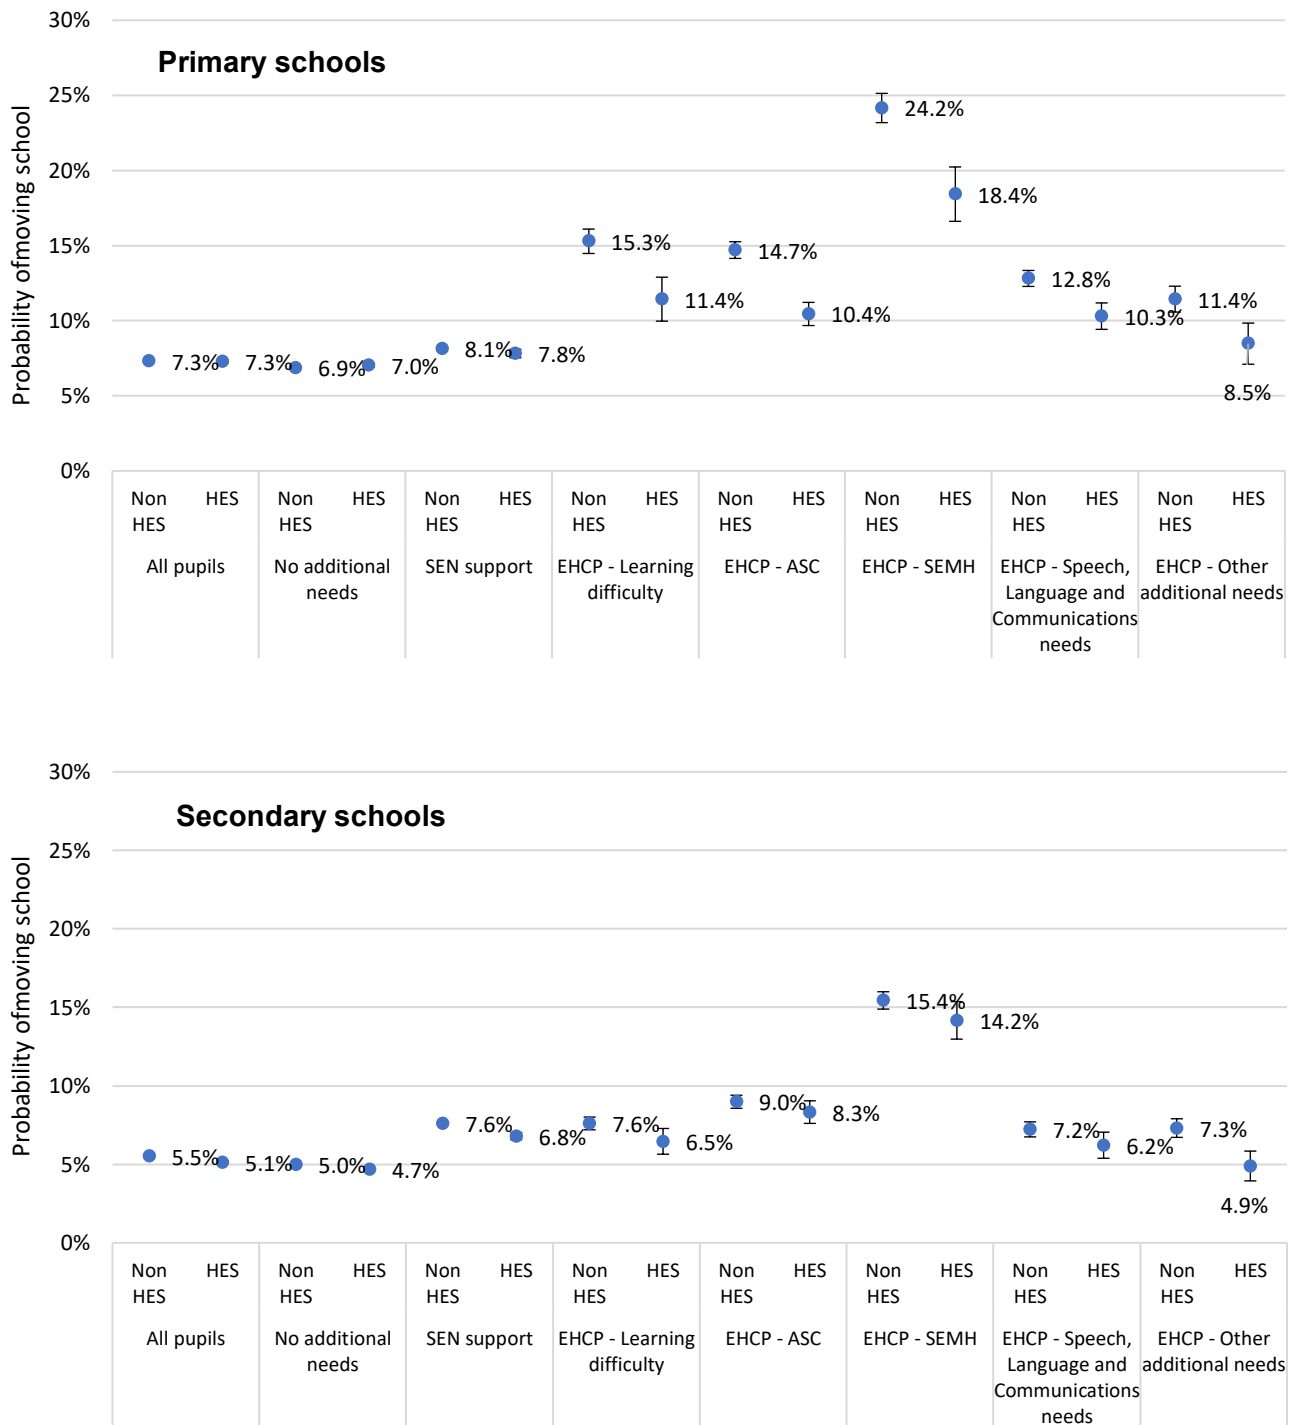 Primary schools
Probability ofmoving school
30%
25%
20%
15%
10%
5%
0%
7.3%
7.3%
6.9%
7.0%
8.1%
7.8%
15.3%
11.4%
14.7%
10.4%
24.2%
18.4%
12.8%
10.3%
11.4%
8.5%
Non HES
HES
Non HES
HES
Non HES
HES
Non HES
HES
Non HES
HES
Non HES
HES
Non HES
HES
Non HES
HES
All pupils
No additional
needs
SEN support
EHCP - Learning
difficulty
EHCP - ASC
EHCP - SEMH
EHCP - Speech,
Language and
Communications
needs
EHCP - Other
additional needs
Secondary schools
Probability ofmoving school
30%
25%
20%
15%
10%
5%
0%
5.5%
5.1%
5.0%
4.7%
7.6%
6.8%
7.6%
6.5%
9.0%
8.3%
15.4%
14.2%
7.2%
6.2%
7.3%
4.9%
Non HES
HES
Non HES
HES
Non HES
HES
Non HES
HES
Non HES
HES
Non HES
HES
Non HES
HES
Non HES
HES
All pupils
No additional
needs
SEN support
EHCP - Learning
difficulty
EHCP - ASC
EHCP - SEMH
EHCP - Speech,
Language and
Communications
needs
EHCP - Other
additional needs